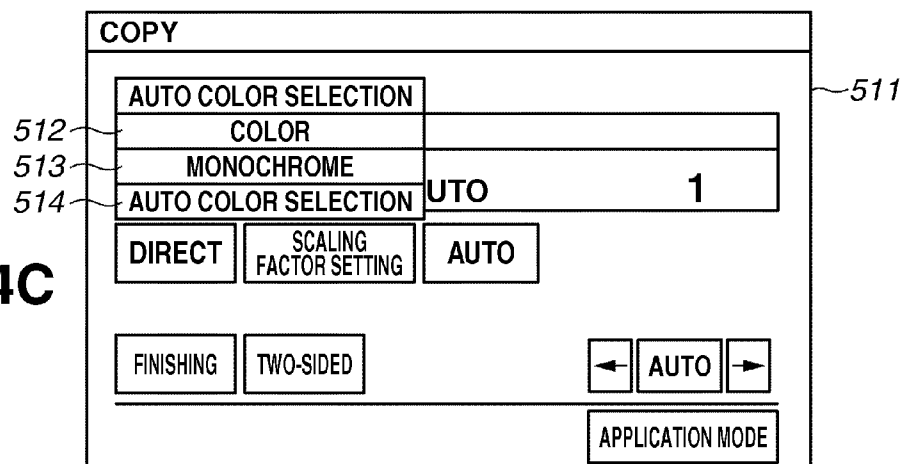 COPY
511
AUTO COLOR SELECTION
512 COLOR
513 MONOCHROME
514 AUTO COLOR SELECTION UTO 1
DIRECT SCALING FACTOR SETTING AUTO
4C
FINISHING TWO-SIDED ← AUTO →
APPLICATION MODE